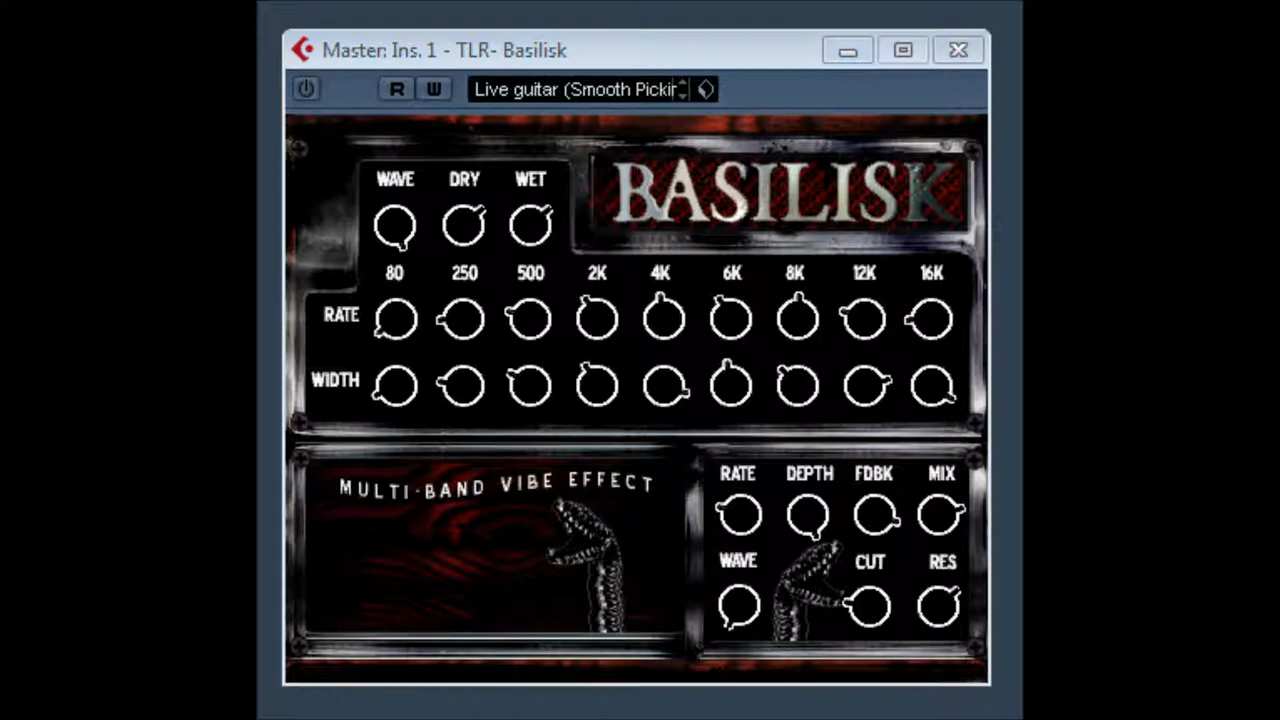 Master: Ins. 1 - TLR- Basilisk
R W Live guitar (Smooth Pickir
BASILISK
WAVE DRY WET
80 250 500 2K 4K 6K 8K 12K 16K
RATE
WIDTH
MULTI-BAND VIBE EFFECT
RATE DEPTH FDBK MIX
WAVE CUT RES